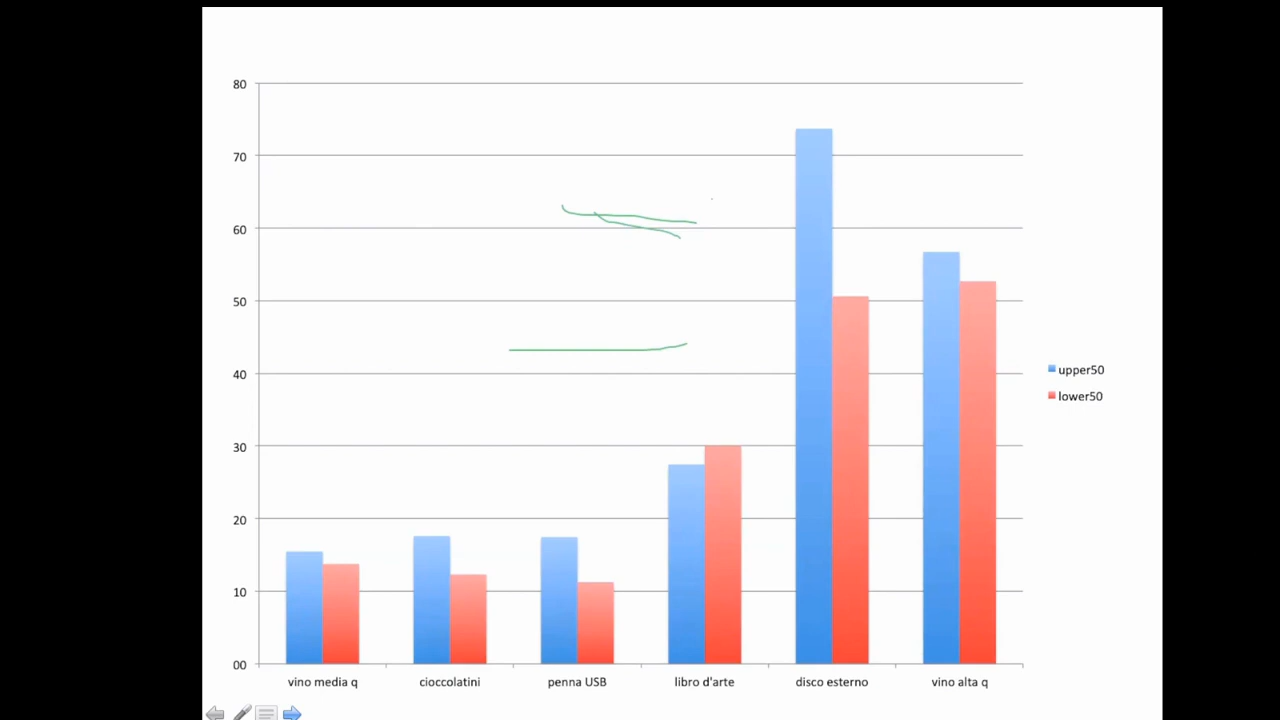 80
70
60
50
40
30
20
10
00
vino media q
cioccolatini
penna USB
libro d'arte
disco esterno
vino alta q
upper50
lower50